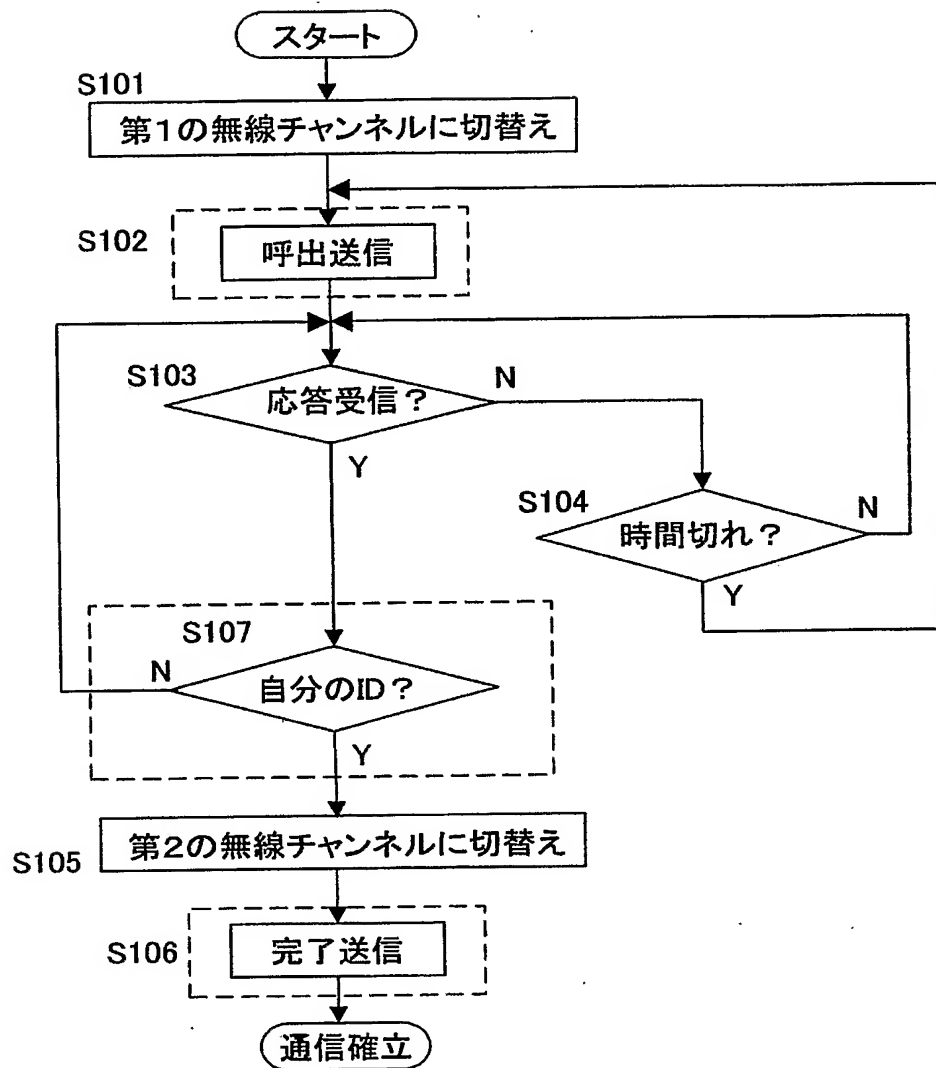 スタート
S101
第1の無線チャンネルに切替え
S102
呼出送信
S103
応答受信?
N
Y
S104
時間切れ?
N
Y
S107
N
自分のID?
Y
第2の無線チャンネルに切替え
S105
S106
完了送信
通信確立